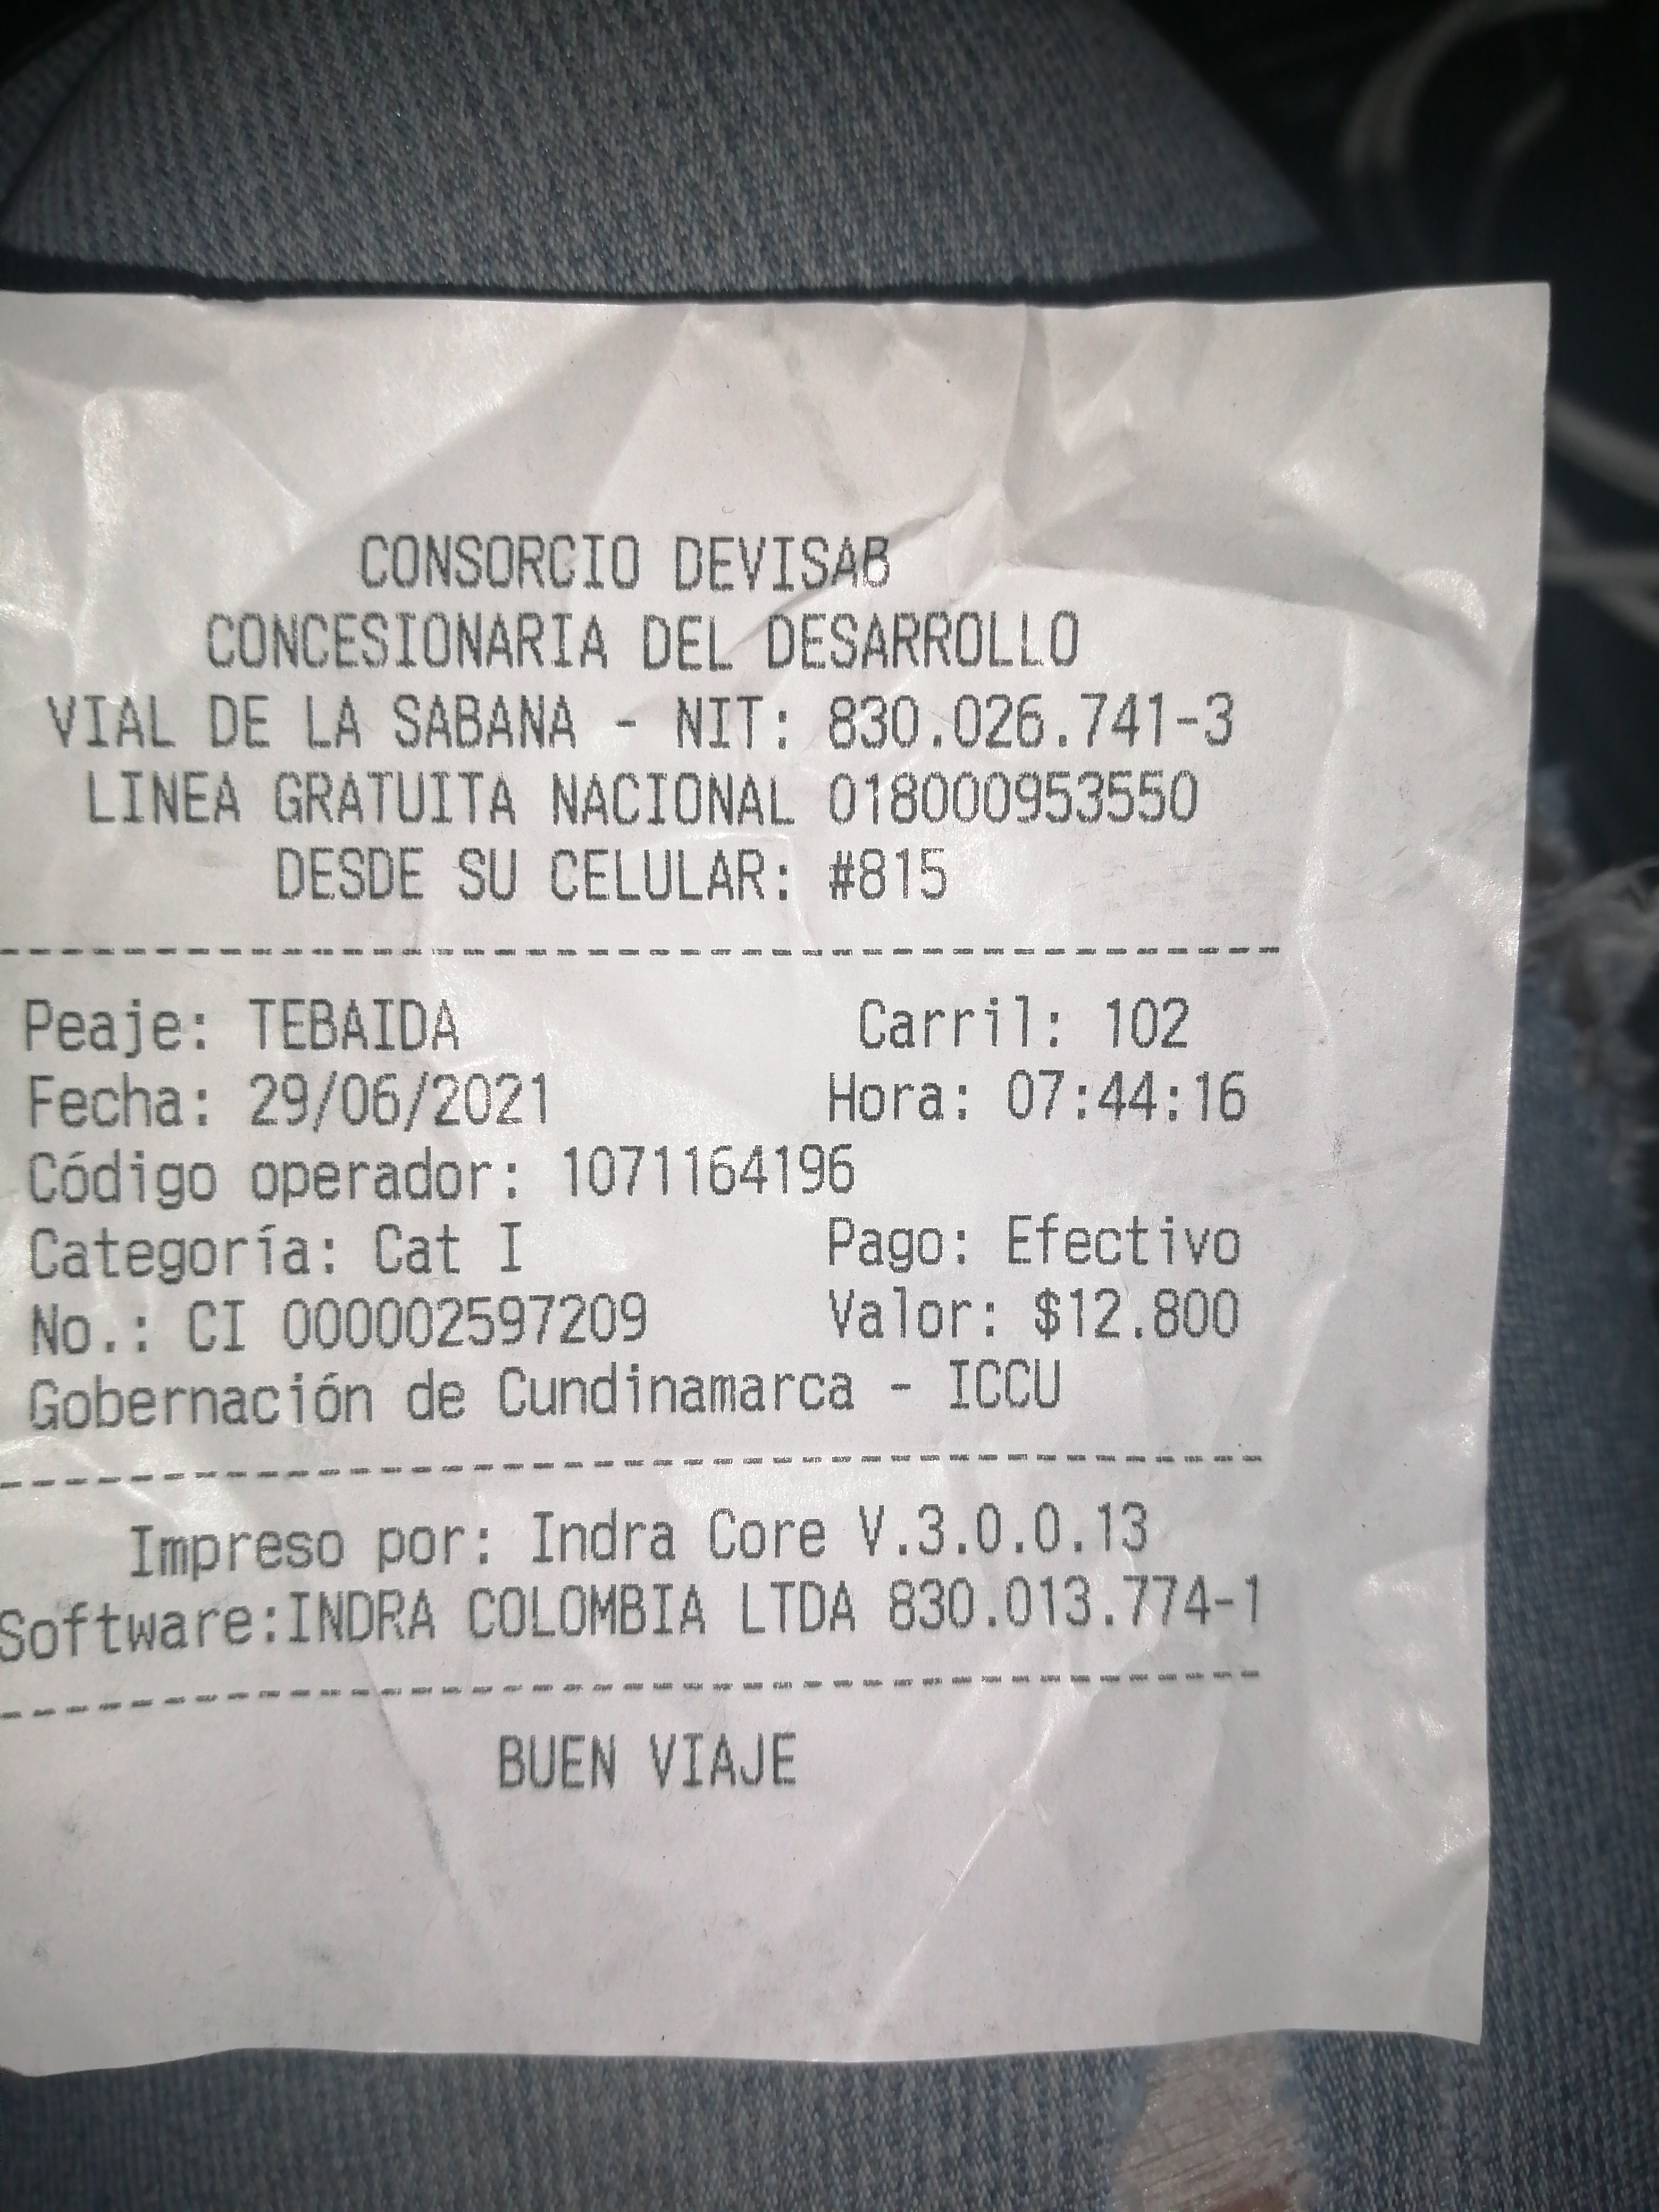 CONSORCIO DEVISAB
CONCESIONARIA DEL DESARROLLO
VIAL DE LA SABANA - NIT: 830.026.741-3
LINEA GRATUITA NACIONAL 018000953550
DESDE SU CELULAR: #815
Peaje: TEBAIDA Carril: 102
Fecha: 29/06/2021 Hora: 07:44:16
Código operador: 1071164196
Categoría: Cat I Pago: Efectivo
No.: CI 000002597209 Valor: $12.800
Gobernación de Cundinamarca - ICCU
Impreso por: Indra Core V.3.0.0.13
Software:INDRA COLOMBIA LTDA 830.013.774-1
BUEN VIAJE